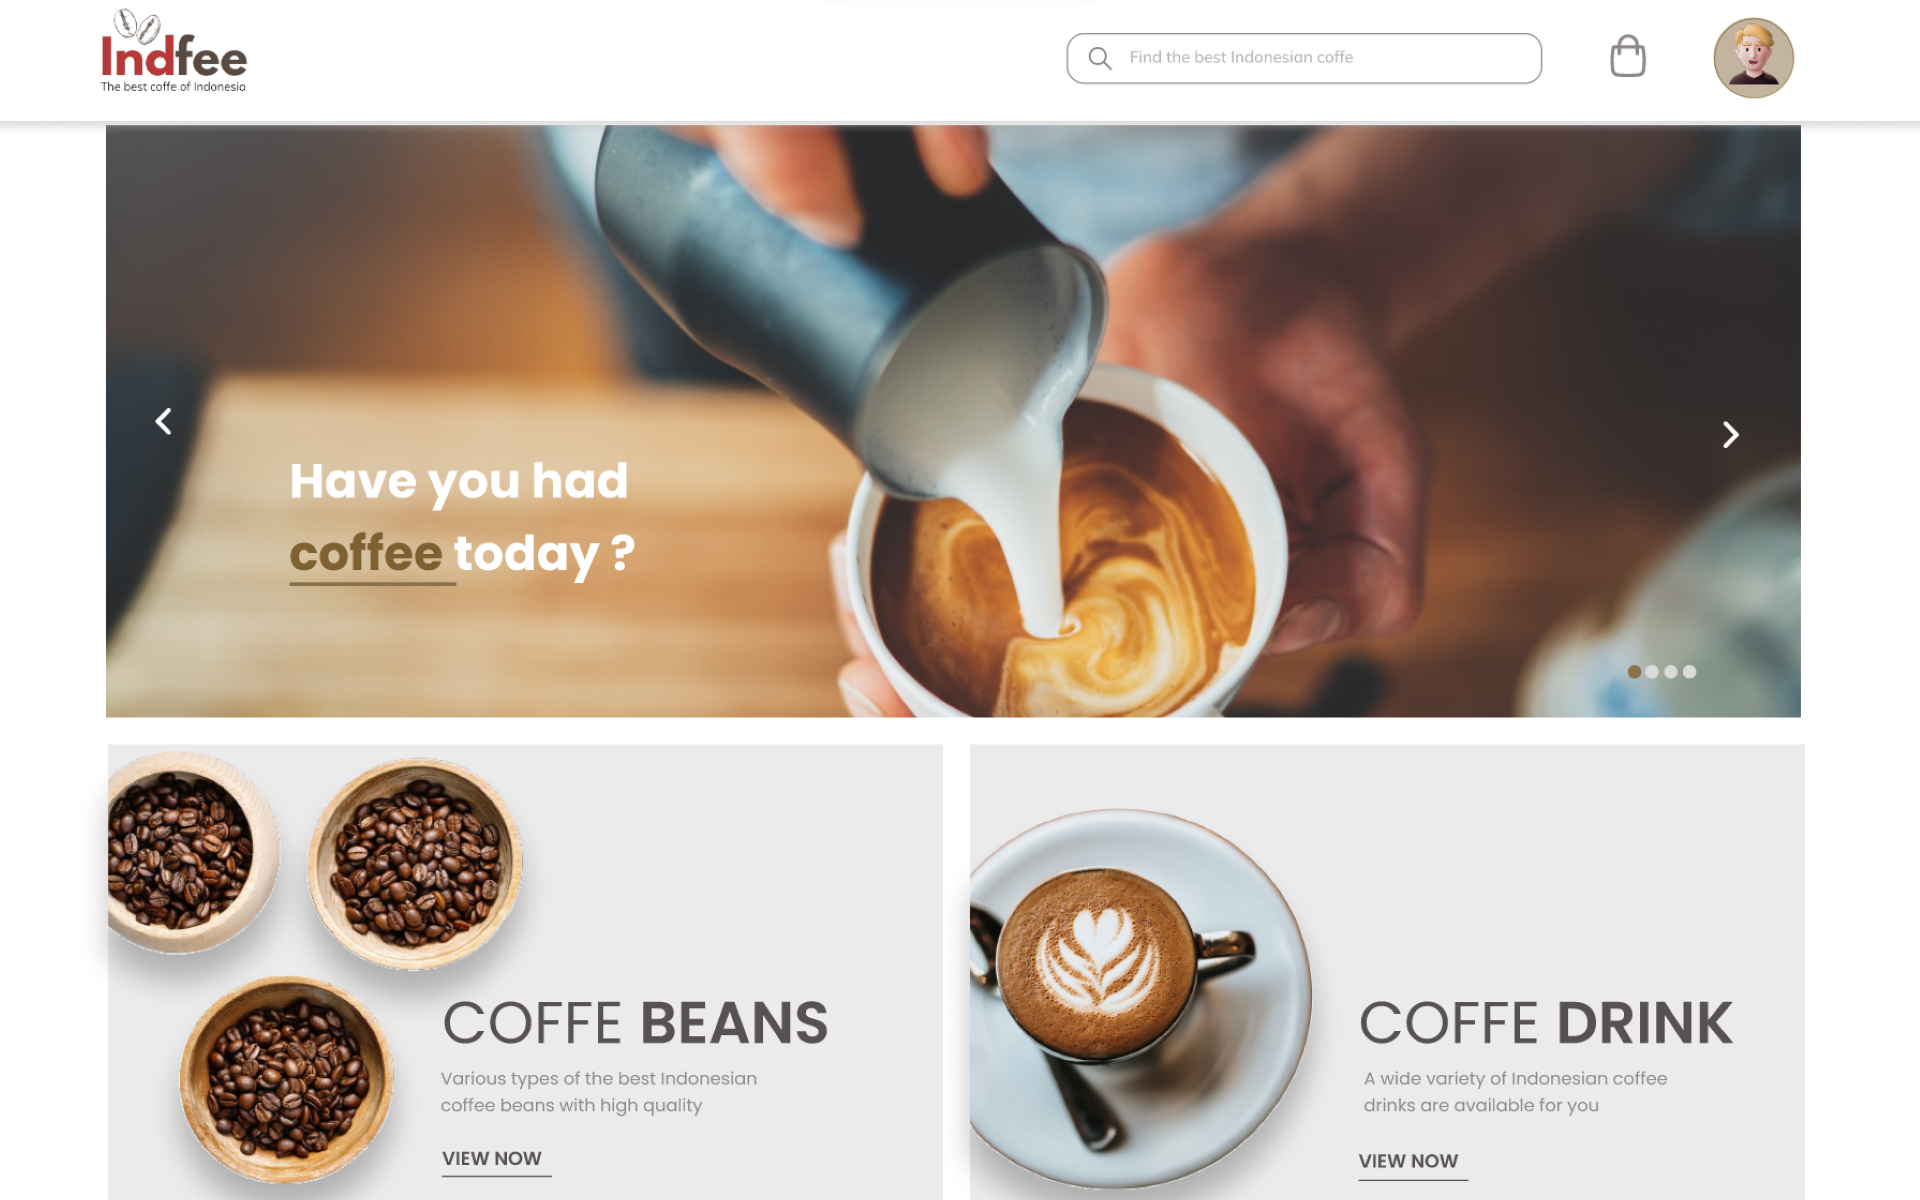 Indfee
The best coffe of Indonesia
Find the best Indonesian coffe
Have you had
coffee today ?
COFFE BEANS
Various types of the best Indonesian
coffee beans with high quality
VIEW NOW
COFFE DRINK
A wide variety of Indonesian coffee
drinks are available for you
VIEW NOW